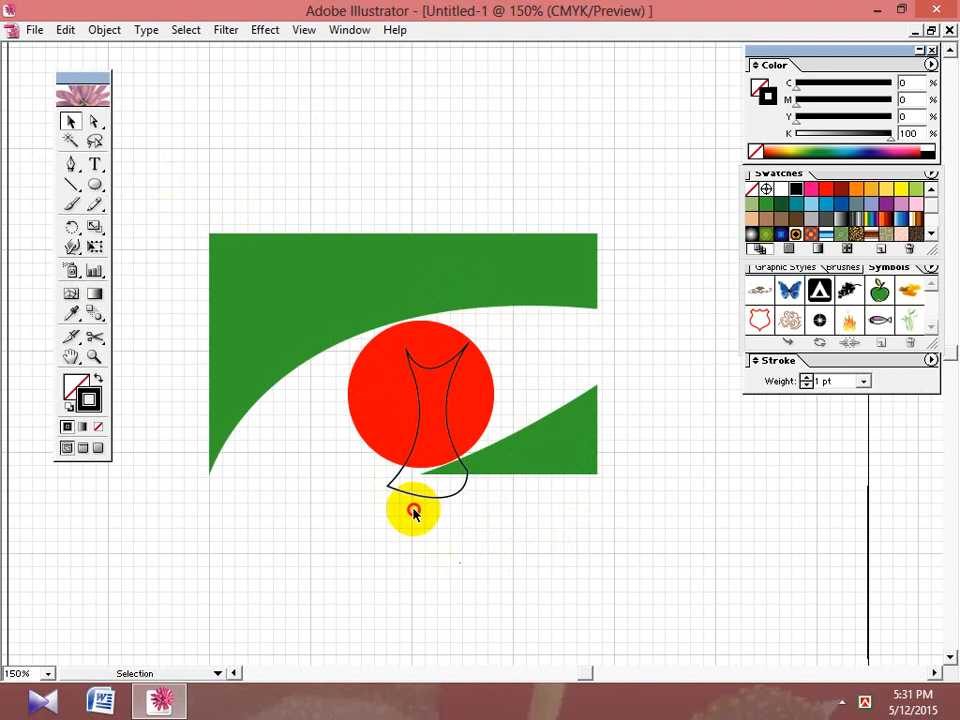 Adobe Illustrator - [Untitled-1 @ 150% (CMYK/Preview) ]
File Edit Object Type Select Filter Effect View Window Help
Color
C 0 %
M 0 %
Y 0 %
K 100 %
Swatches
Graphic Styles Brushes Symbols
Stroke
Weight: 1 pt
150% Selection
5:31 PM
5/12/2015